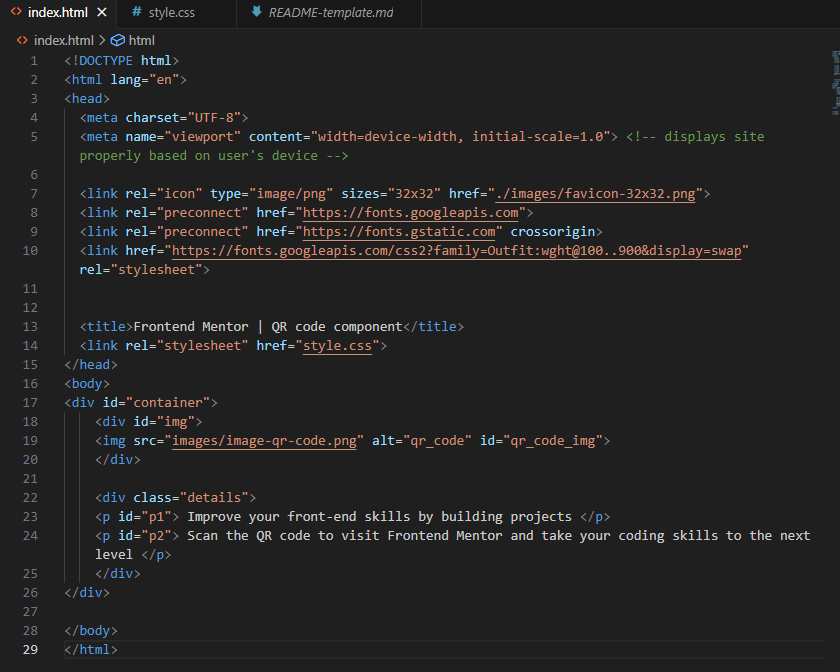 index.html
style.css
README-template.md
index.html > html
1 <!DOCTYPE html>
2 <html lang="en">
3 <head>
4 <meta charset="UTF-8">
5 <meta name="viewport" content="width=device-width, initial-scale=1.0"> <!-- displays site
properly based on user's device -->
6
7 <link rel="icon" type="image/png" sizes="32x32" href="./images/favicon-32x32.png">
8 <link rel="preconnect" href="https://fonts.googleapis.com">
9 <link rel="preconnect" href="https://fonts.gstatic.com" crossorigin>
10 <link href="https://fonts.googleapis.com/css2?family=Outfit:wght@100..900&display=swap"
rel="stylesheet">
11
12
13 <title>Frontend Mentor | QR code component</title>
14 <link rel="stylesheet" href="style.css">
15 </head>
16 <body>
17 <div id="container">
18 <div id="img">
19 <img src="images/image-qr-code.png" alt="qr_code" id="qr_code_img">
20 </div>
21
22 <div class="details">
23 <p id="p1"> Improve your front-end skills by building projects </p>
24 <p id="p2"> Scan the QR code to visit Frontend Mentor and take your coding skills to the next
level </p>
25 </div>
26 </div>
27
28 </body>
29 </html>